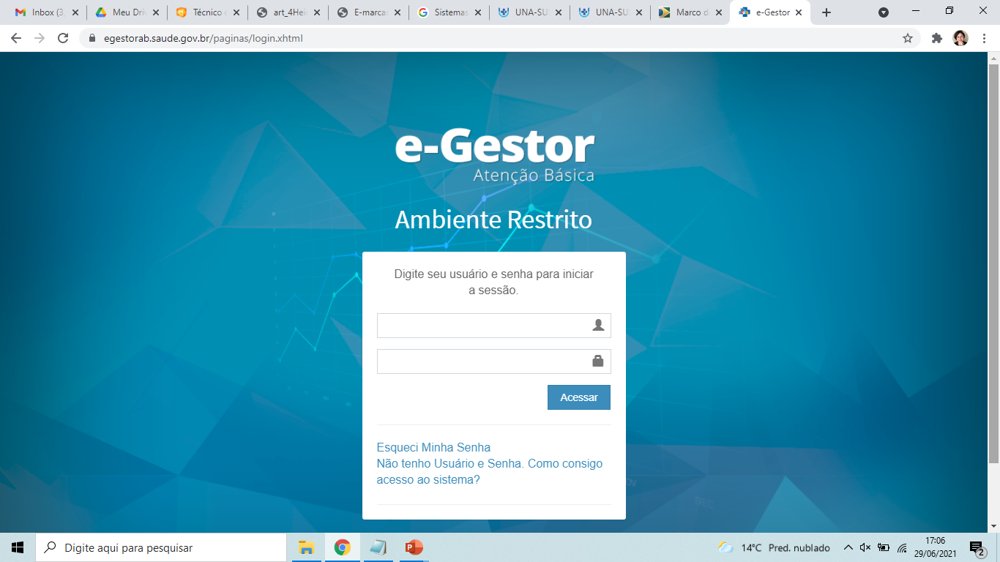 Inbox (3
Meu Driv
Técnico
art_4Hei
E-marca
Sistemas
UNA-SU
UNA-SU
Marco d
e-Gestor
egestorab.saude.gov.br/paginas/login.xhtml
e-Gestor
Atenção Básica
Ambiente Restrito
Digite seu usuário e senha para iniciar
a sessão.
Acessar
Esqueci Minha Senha
Não tenho Usuário e Senha. Como consigo
acesso ao sistema?
DEC
Digite aqui para pesquisar
14°C Pred. nublado
17:06
29/06/2021
2